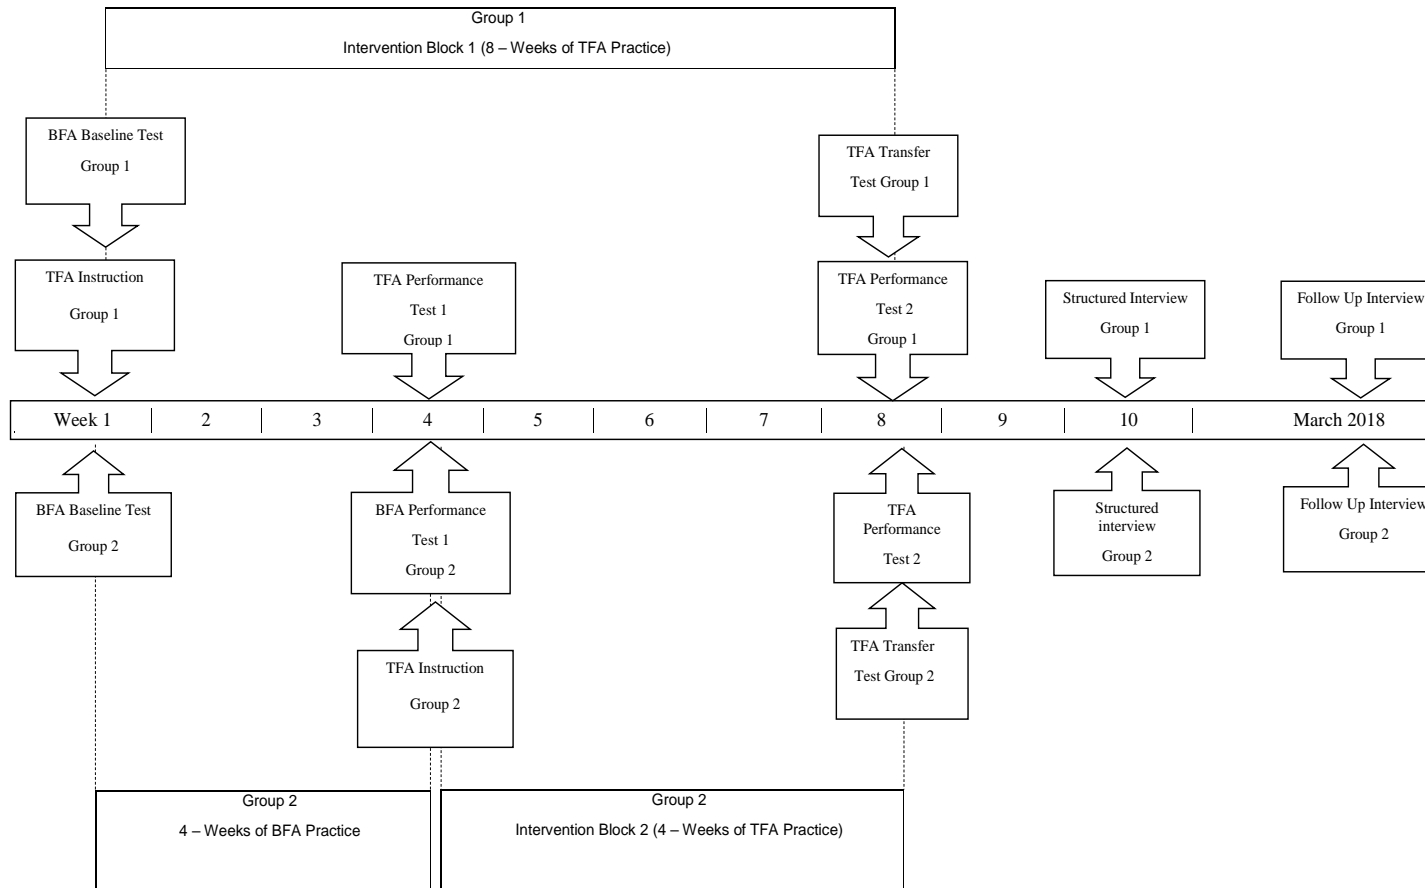 Group 1
Intervention Block 1 (8 – Weeks of TFA Practice)
BFA Baseline Test
Group 1
TFA Transfer
Test Group 1
TFA Instruction
Group 1
TFA Performance
Test 1
Group 1
TFA Performance
Test 2
Group 1
Structured Interview
Group 1
Follow Up Interview
Group 1
Week 1 2 3 4 5 6 7 8 9 10 March 2018
BFA Baseline Test
Group 2
BFA Performance
Test 1
Group 2
TFA
Performance
Test 2
Structured
interview
Group 2
Follow Up Interview
Group 2
TFA Instruction
Group 2
TFA Transfer
Test Group 2
Group 2
4 – Weeks of BFA Practice
Group 2
Intervention Block 2 (4 – Weeks of TFA Practice)